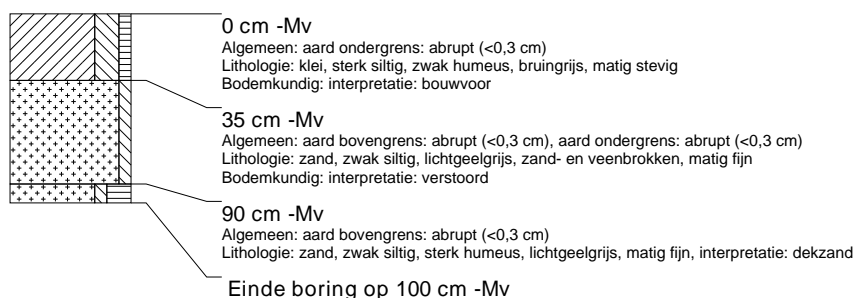 0 cm -Mv
Algemeen: aard ondergrens: abrupt (<0,3 cm)
Lithologie: klei, sterk siltig, zwak humeus, bruingrijs, matig stevig
Bodemkundig: interpretatie: bouwvoor
35 cm -Mv
Algemeen: aard bovengrens: abrupt (<0,3 cm), aard ondergrens: abrupt (<0,3 cm)
Lithologie: zand, zwak siltig, lichtgeelgrijs, zand- en veenbrokken, matig fijn
Bodemkundig: interpretatie: verstoord
90 cm -Mv
Algemeen: aard bovengrens: abrupt (<0,3 cm)
Lithologie: zand, zwak siltig, sterk humeus, lichtgeelgrijs, matig fijn, interpretatie: dekzand
Einde boring op 100 cm -Mv